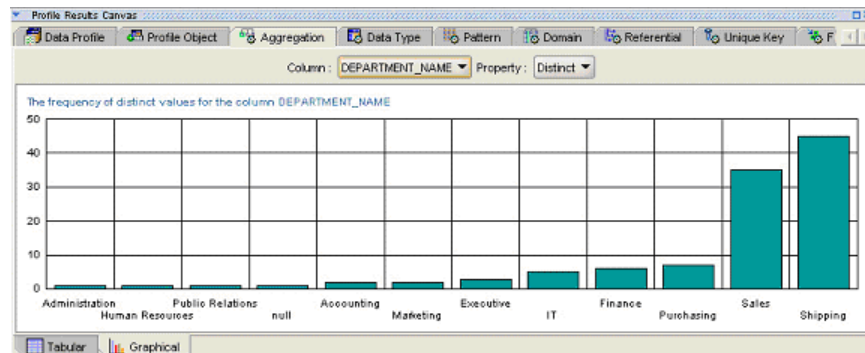 Profile Results Canvas
Data Profile Profile Object Aggregation Data Type Pattern Domain Referential Unique Key F
Column : DEPARTMENT_NAME Property : Distinct
The frequency of distinct values for the column DEPARTMENT_NAME
50
40
30
20
10
0
Administration Public Relations Accounting Executive Finance Sales
Human Resources null Marketing IT Purchasing Shipping
Tabular Graphical